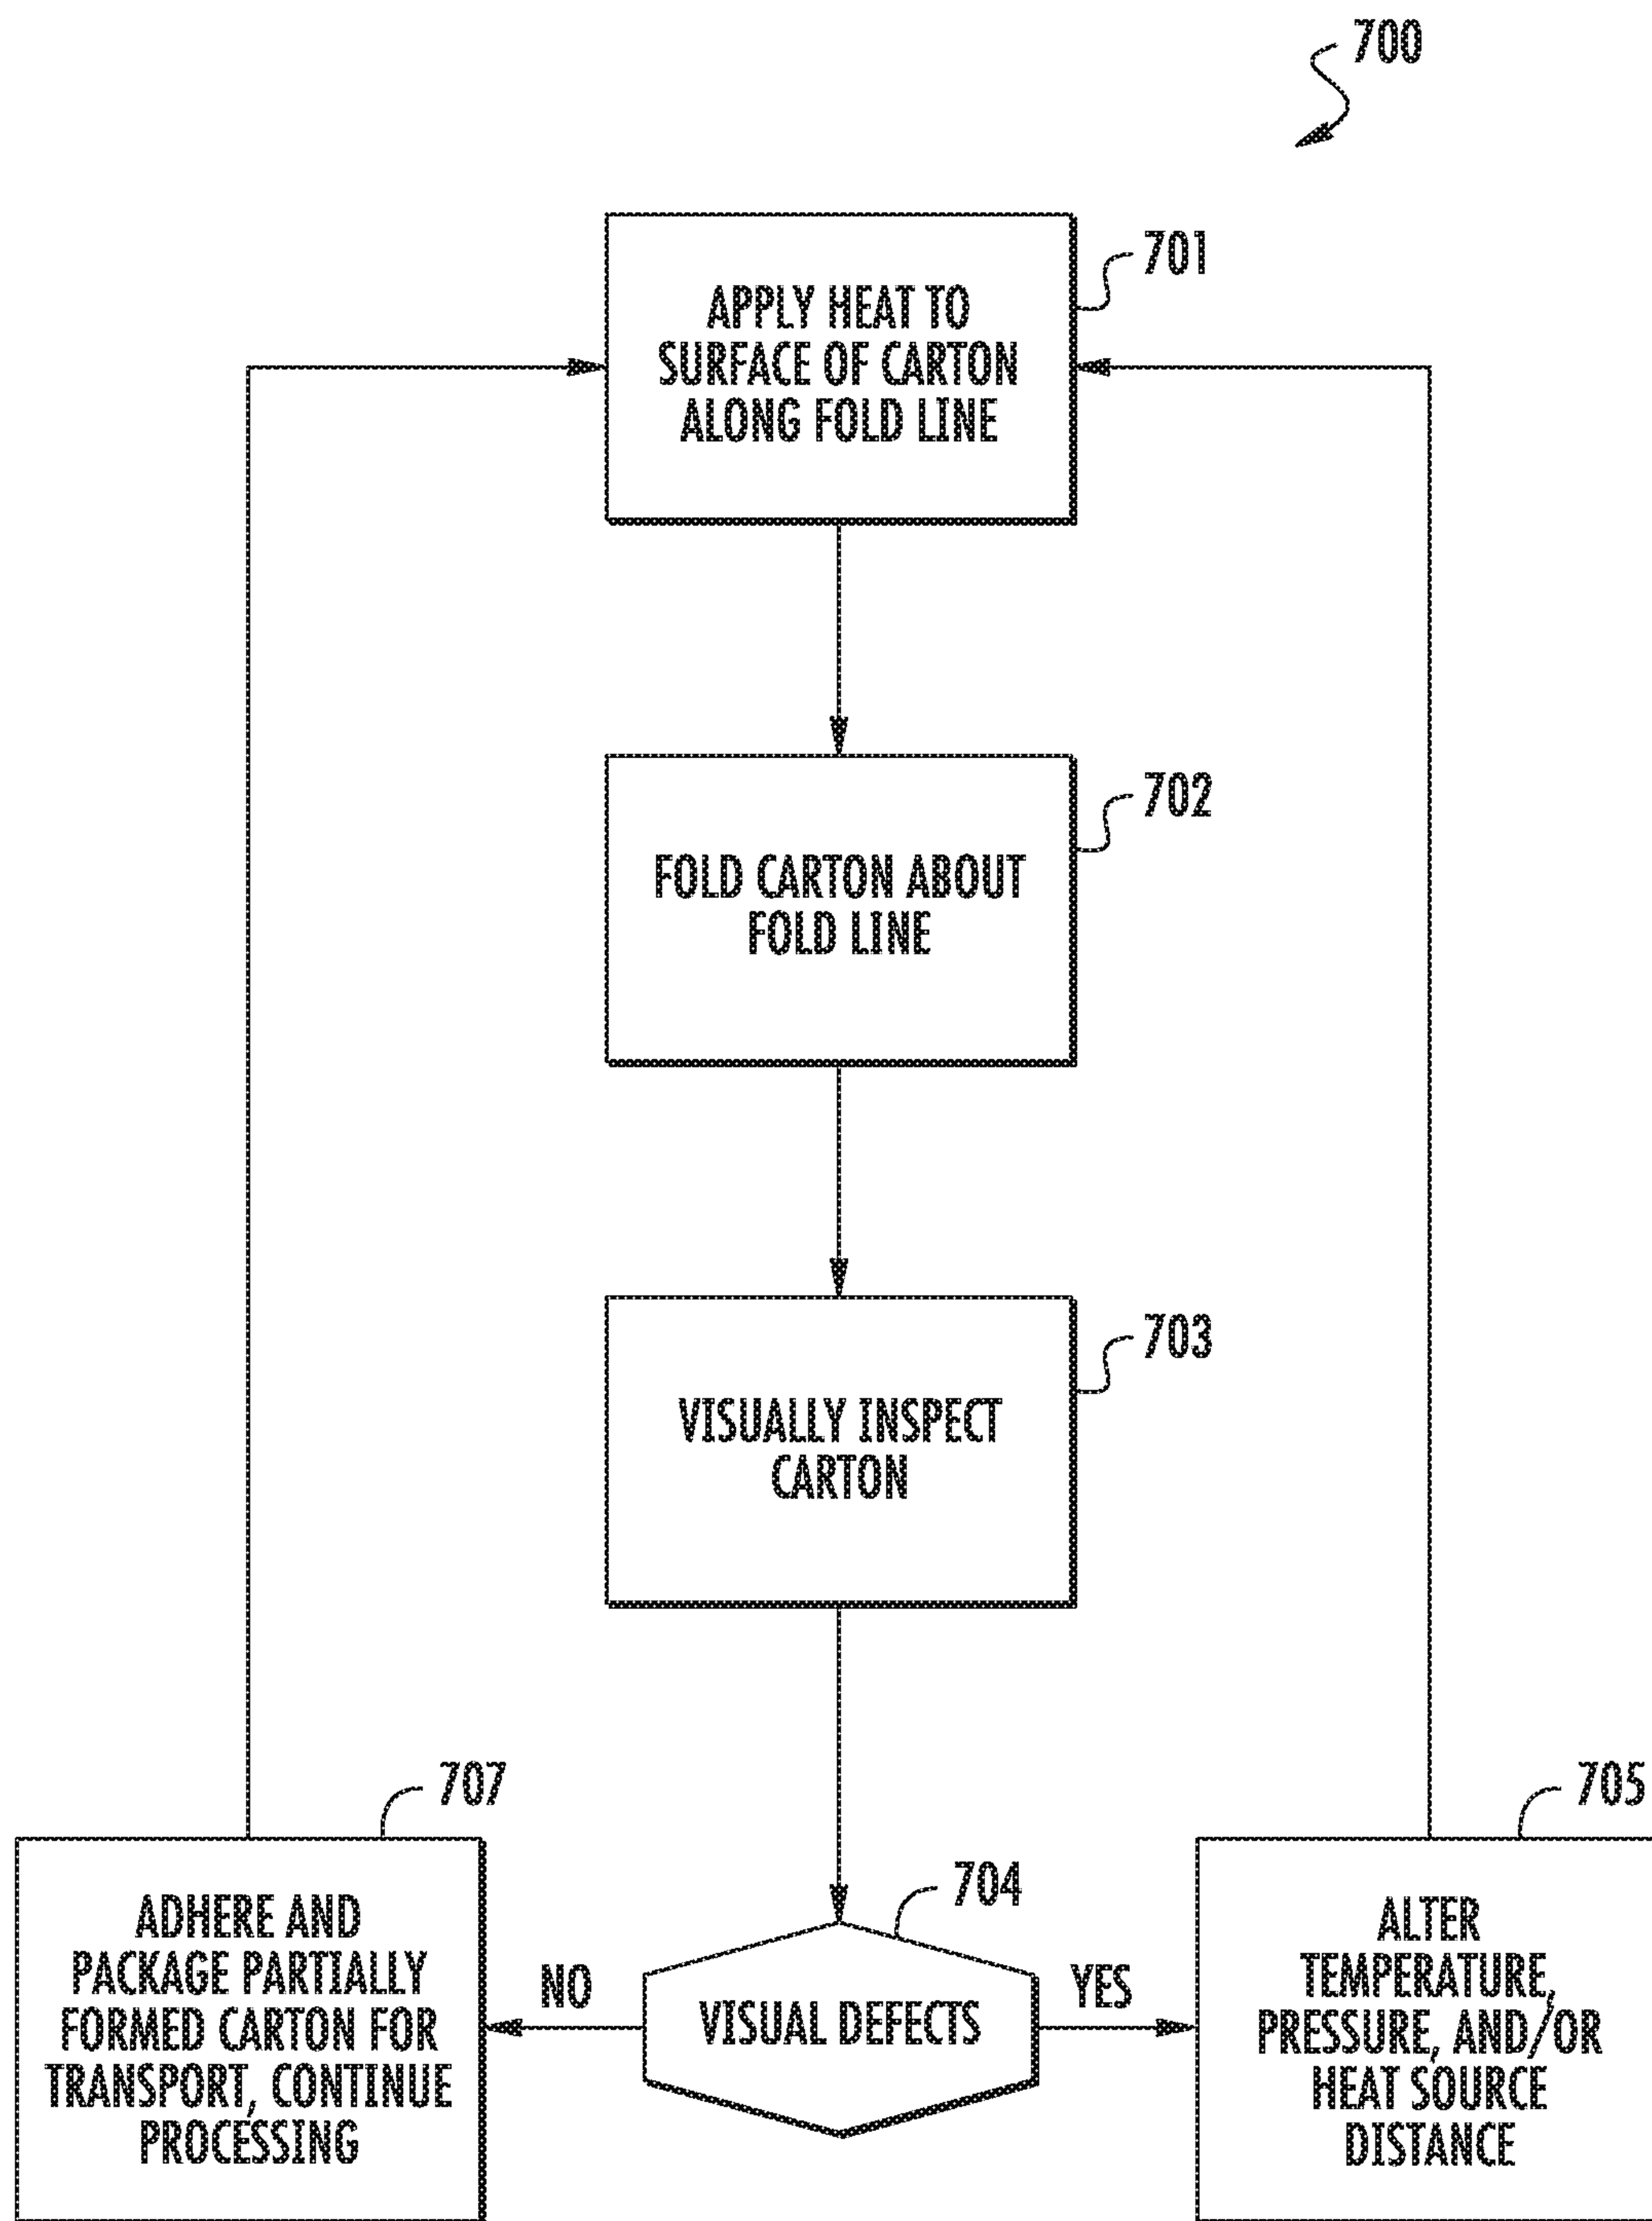 700
701
APPLY HEAT TO
SURFACE OF CARTON
ALONG FOLD LINE
702
FOLD CARTON ABOUT
FOLD LINE
703
VISUALLY INSPECT
CARTON
707
ADHERE AND
PACKAGE PARTIALLY
FORMED CARTON FOR
TRANSPORT, CONTINUE
PROCESSING
NO
704
VISUAL DEFECTS
YES
705
ALTER
TEMPERATURE,
PRESSURE, AND/OR
HEAT SOURCE
DISTANCE